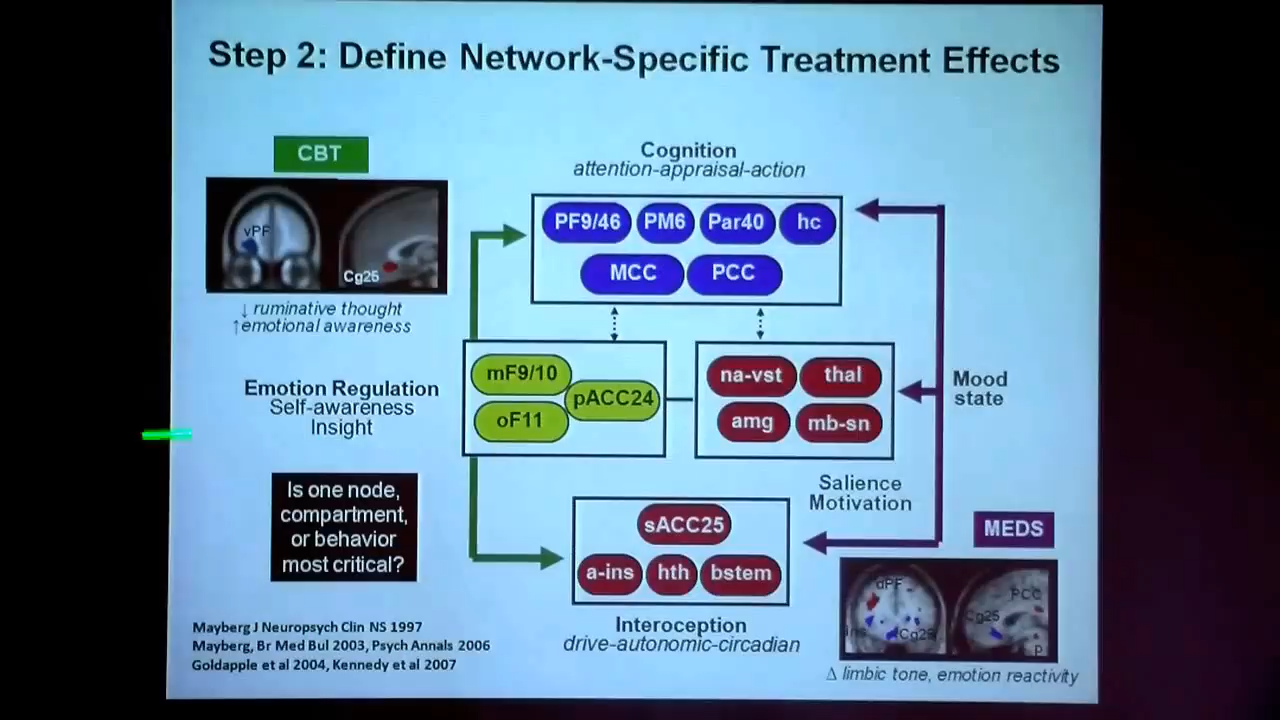 Step 2: Define Network-Specific Treatment Effects
CBT
vPF
Cg25
↓ ruminative thought
↑emotional awareness
Cognition
attention-appraisal-action
PF9/46 PM6 Par40 hc
MCC PCC
Emotion Regulation
Self-awareness
Insight
mF9/10
pACC24
oF11
na-vst thal
amg mb-sn
Mood
state
Salience
Motivation
Is one node,
compartment,
or behavior
most critical?
sACC25
a-ins hth bstem
Interoception
drive-autonomic-circadian
MEDS
PCC
Cg25
Cg25
P
Δ limbic tone, emotion reactivity
Mayberg J Neuropsych Clin NS 1997
Mayberg, Br Med Bul 2003, Psych Annals 2006
Goldapple et al 2004, Kennedy et al 2007